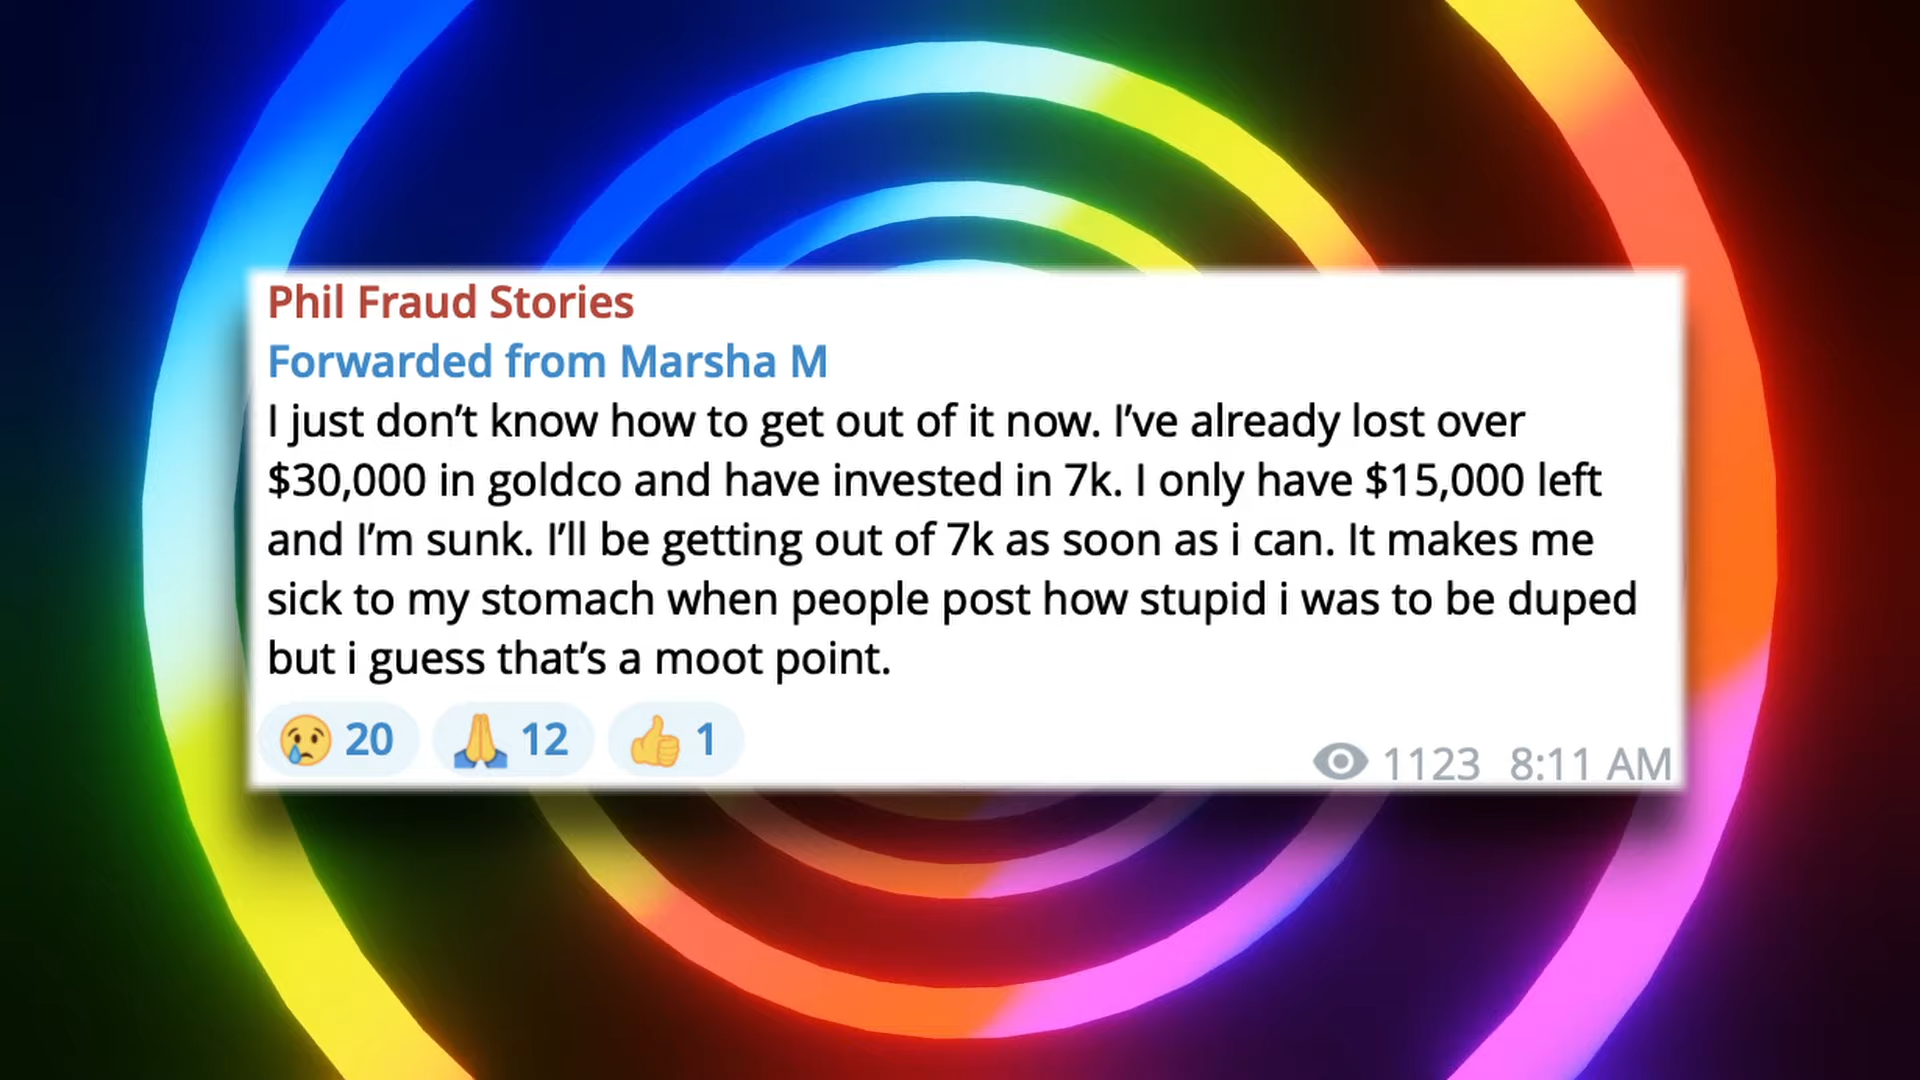 Phil Fraud Stories
Forwarded from Marsha M
I just don’t know how to get out of it now. I’ve already lost over
$30,000 in goldco and have invested in 7k. I only have $15,000 left
and I’m sunk. I’ll be getting out of 7k as soon as i can. It makes me
sick to my stomach when people post how stupid i was to be duped
but i guess that’s a moot point.
😢 20 🙏 12 👍 1
1123 8:11 AM